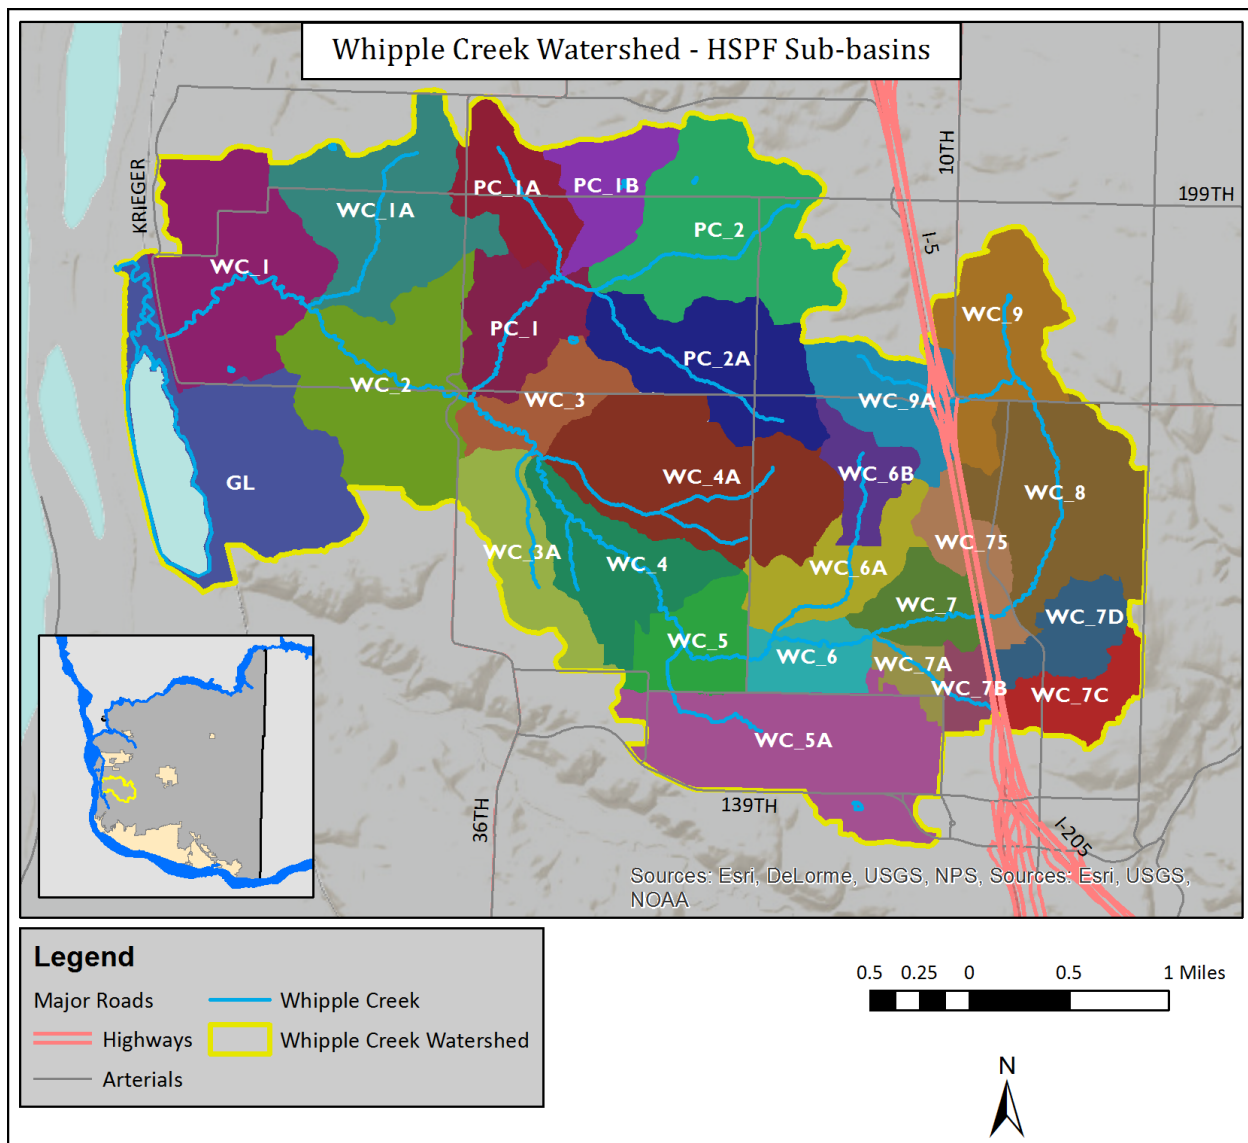 Whipple Creek Watershed - HSPF Sub-basins
KRIEGER
10TH
199TH
I-5
PC_1A
PC_1B
WC_1A
PC_2
WC_1
WC_9
PC_1
PC_2A
WC_2
WC_3
WC_9A
GL
WC_4A
WC_6B
WC_8
WC_3A
WC_4
WC_75
WC_6A
WC_7
WC_7D
WC_5
WC_6
WC_7A
WC_7B
WC_7C
WC_5A
36TH
139TH
I-205
Sources: Esri, DeLorme, USGS, NPS, Sources: Esri, USGS,
NOAA
Legend
Major Roads
Whipple Creek
Highways
Whipple Creek Watershed
Arterials
0.5 0.25 0 0.5 1 Miles
N